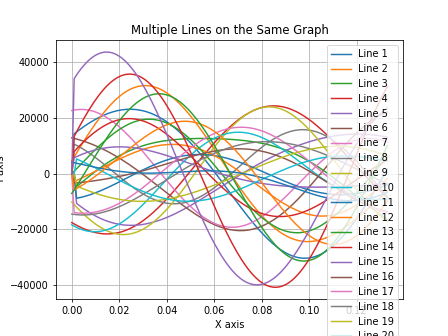 Multiple Lines on the Same Graph
40000
20000
0
−20000
−40000
0.00
0.02
0.04
0.06
0.08
0.10
X axis
Line 1
Line 2
Line 3
Line 4
Line 5
Line 6
Line 7
Line 8
Line 9
Line 10
Line 11
Line 12
Line 13
Line 14
Line 15
Line 16
Line 17
Line 18
Line 19
Line 20